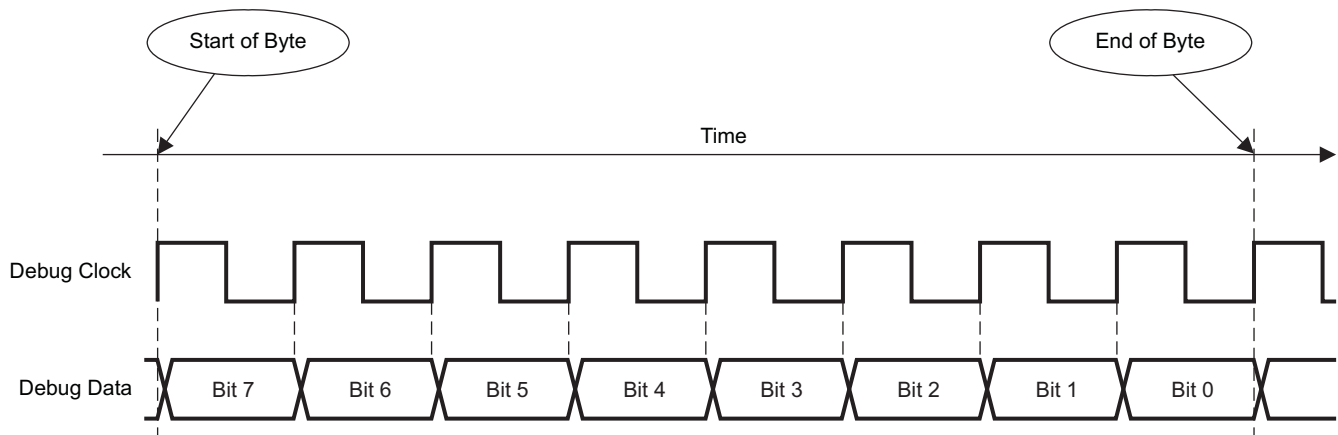 Start of Byte
End of Byte
Time
Debug Clock
Debug Data
Bit 7
Bit 6
Bit 5
Bit 4
Bit 3
Bit 2
Bit 1
Bit 0